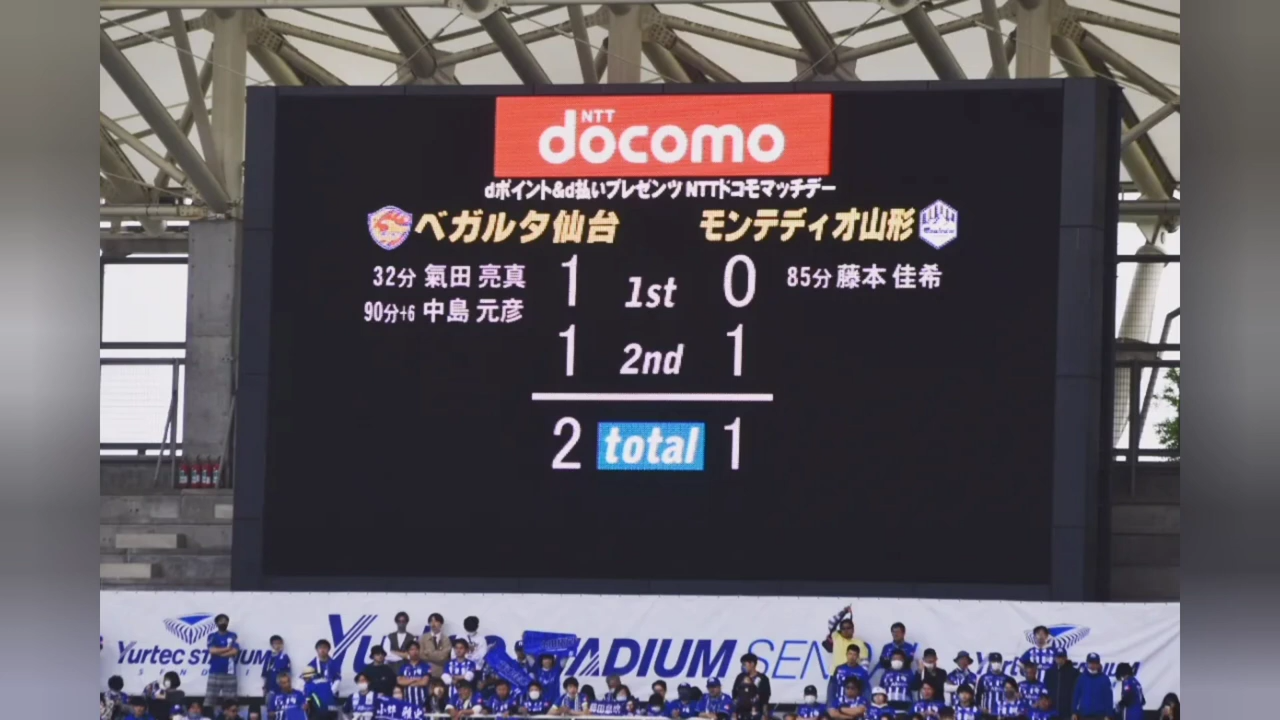 NTT
docomo
dポイント&d払いプレゼンツ NTTドコモマッチデー
ベガルタ仙台 モンテディオ山形
32分 氣田 亮真 1 1st 0 85分 藤本 佳希
90分+6 中島 元彦
1 2nd 1
2 total 1
Yurtec STADIUM
SENDAI
STADIUM